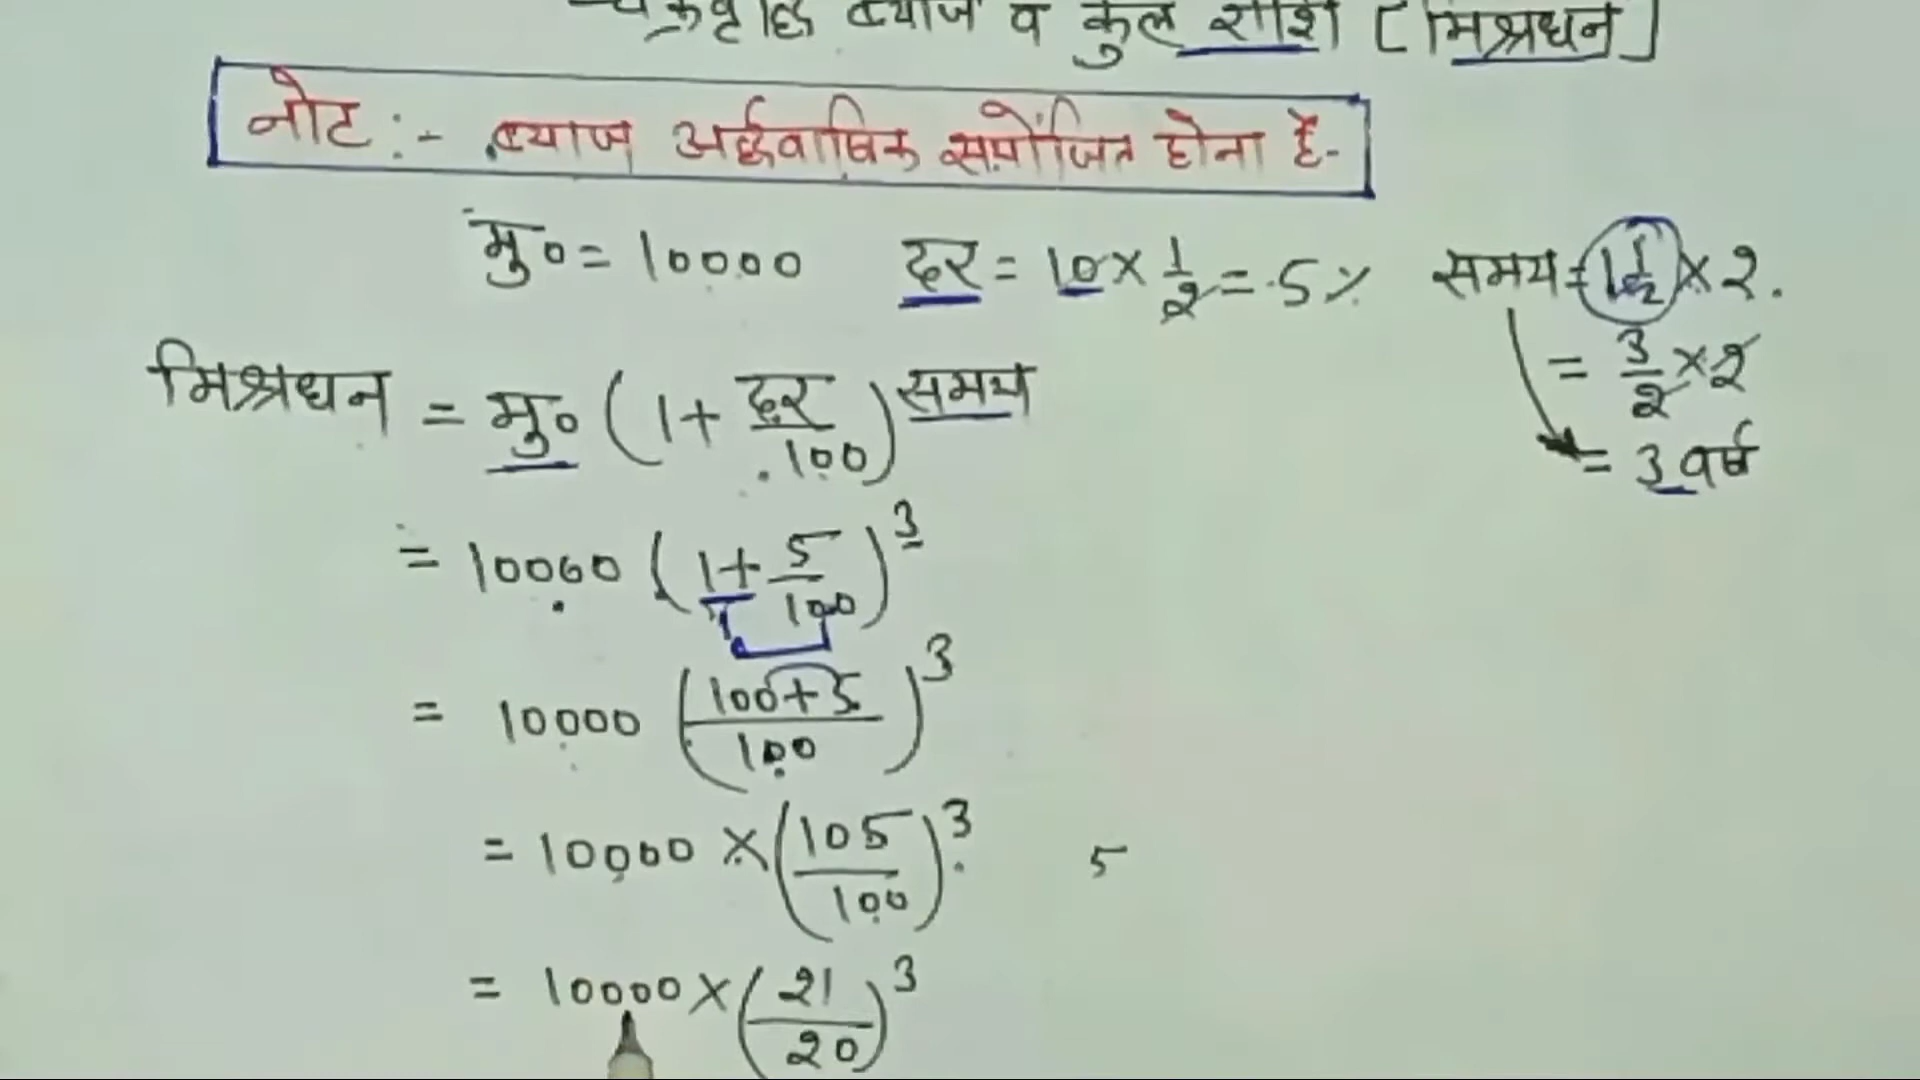 चक्रवृद्धि ब्याज व कुल राशि [मिश्रधन]
नोट :- ब्याज अर्द्धवार्षिक संयोजित होता है-
मु० = 10000 दर = 10 × 1/2 = 5% समय = 1 1/2 × 2
= 3/2 × 2
= 3 वर्ष
मिश्रधन = मु० (1 + दर/100)^समय
= 10000 (1 + 5/100)^3
= 10000 ((100+5)/100)^3
= 10000 × (105/100)^3 5
= 10000 × (21/20)^3